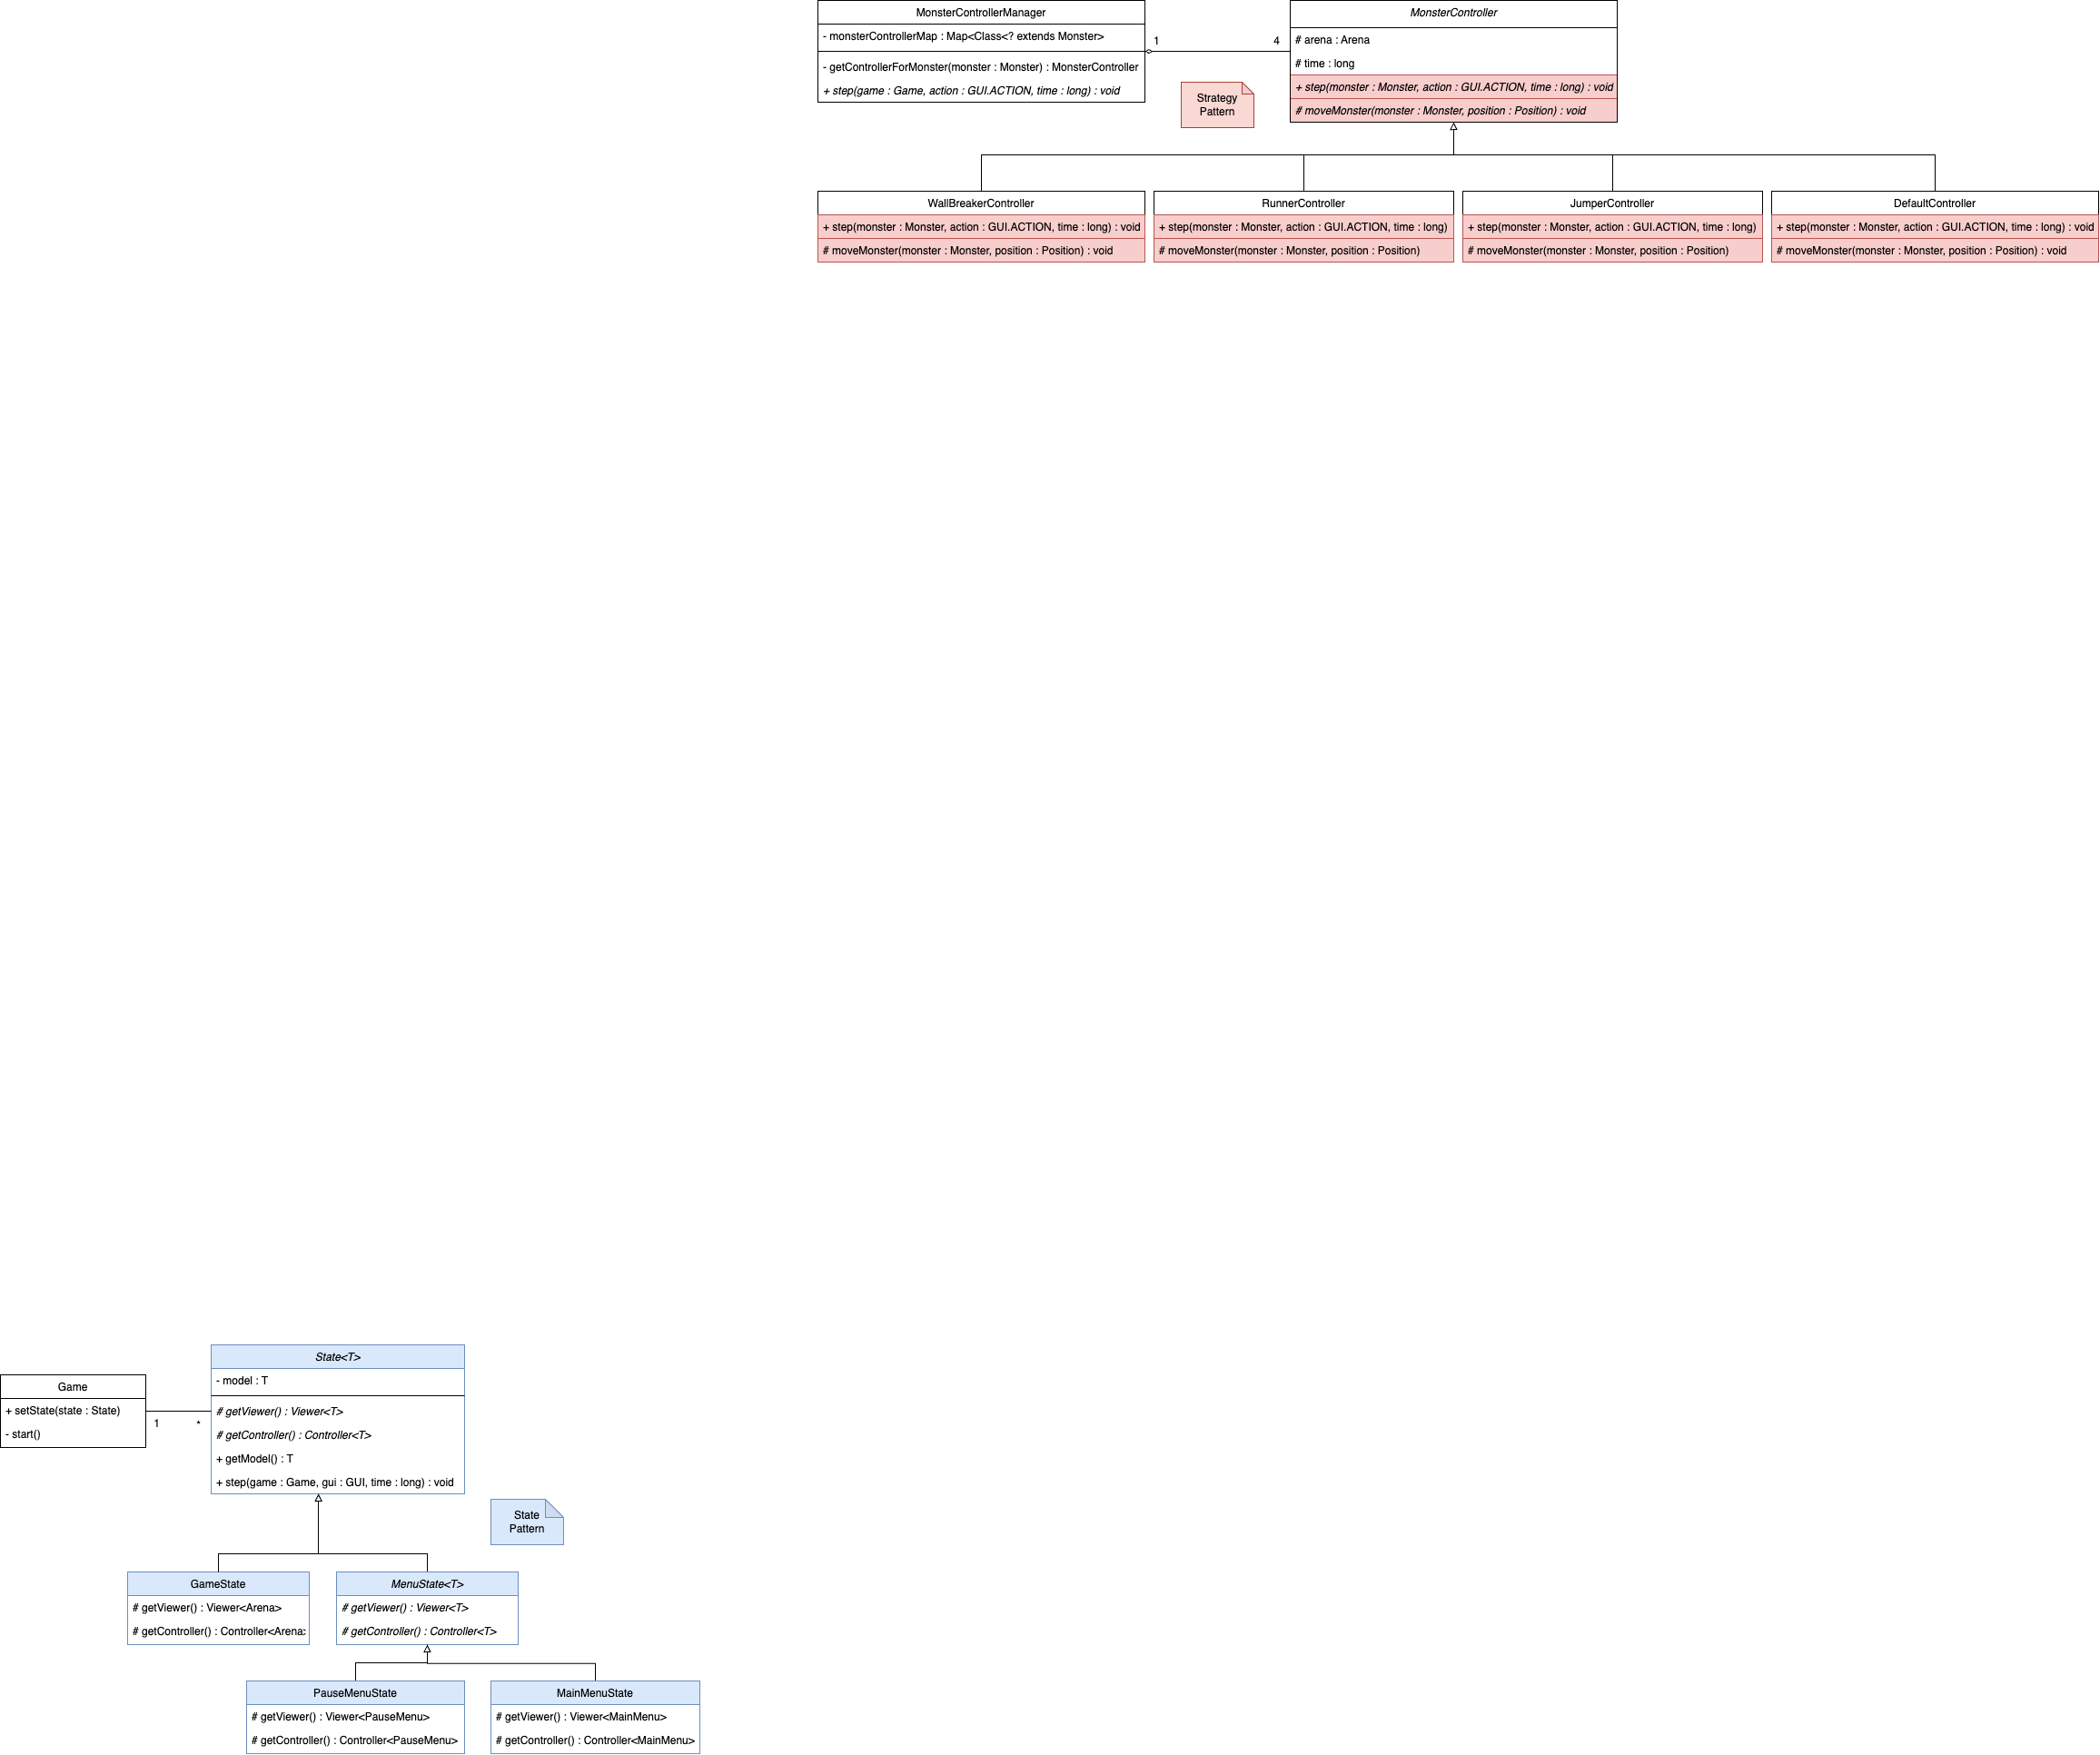 MonsterControllerManager
- monsterControllerMap : Map<Class<? extends Monster>
- getControllerForMonster(monster : Monster) : MonsterController
+ step(game : Game, action : GUI.ACTION, time : long) : void
1
4
Strategy
Pattern
MonsterController
# arena : Arena
# time : long
+ step(monster : Monster, action : GUI.ACTION, time : long) : void
# moveMonster(monster : Monster, position : Position) : void
WallBreakerController
+ step(monster : Monster, action : GUI.ACTION, time : long) : void
# moveMonster(monster : Monster, position : Position) : void
RunnerController
+ step(monster : Monster, action : GUI.ACTION, time : long)
# moveMonster(monster : Monster, position : Position)
JumperController
+ step(monster : Monster, action : GUI.ACTION, time : long)
# moveMonster(monster : Monster, position : Position)
DefaultController
+ step(monster : Monster, action : GUI.ACTION, time : long) : void
# moveMonster(monster : Monster, position : Position) : void
Game
+ setState(state : State)
- start()
1
*
State<T>
- model : T
# getViewer() : Viewer<T>
# getController() : Controller<T>
+ getModel() : T
+ step(game : Game, gui : GUI, time : long) : void
State
Pattern
GameState
# getViewer() : Viewer<Arena>
# getController() : Controller<Arena
MenuState<T>
# getViewer() : Viewer<T>
# getController() : Controller<T>
PauseMenuState
# getViewer() : Viewer<PauseMenu>
# getController() : Controller<PauseMenu>
MainMenuState
# getViewer() : Viewer<MainMenu>
# getController() : Controller<MainMenu>